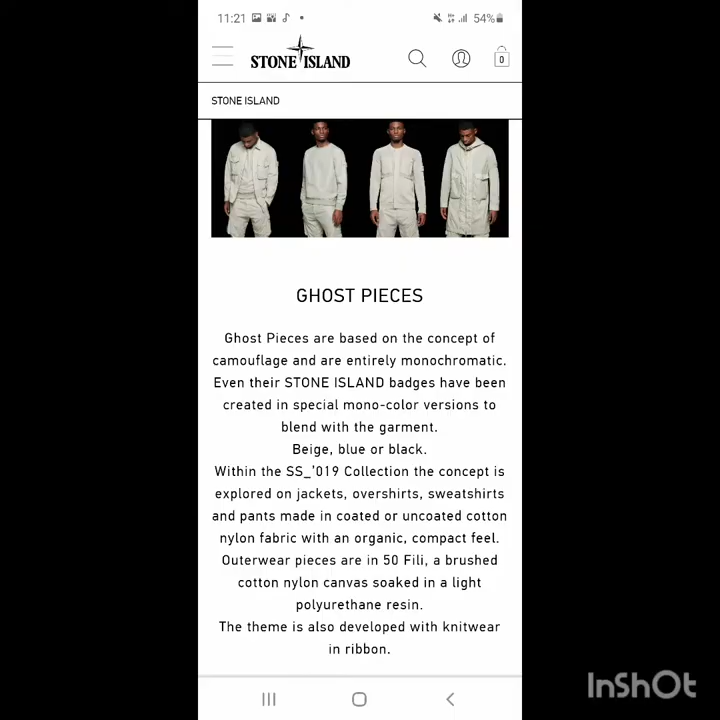 11:21 54%
STONE ISLAND
0
STONE ISLAND
GHOST PIECES
Ghost Pieces are based on the concept of
camouflage and are entirely monochromatic.
Even their STONE ISLAND badges have been
created in special mono-color versions to
blend with the garment.
Beige, blue or black.
Within the SS_'019 Collection the concept is
explored on jackets, overshirts, sweatshirts
and pants made in coated or uncoated cotton
nylon fabric with an organic, compact feel.
Outerwear pieces are in 50 Fili, a brushed
cotton nylon canvas soaked in a light
polyurethane resin.
The theme is also developed with knitwear
in ribbon.
InShOt